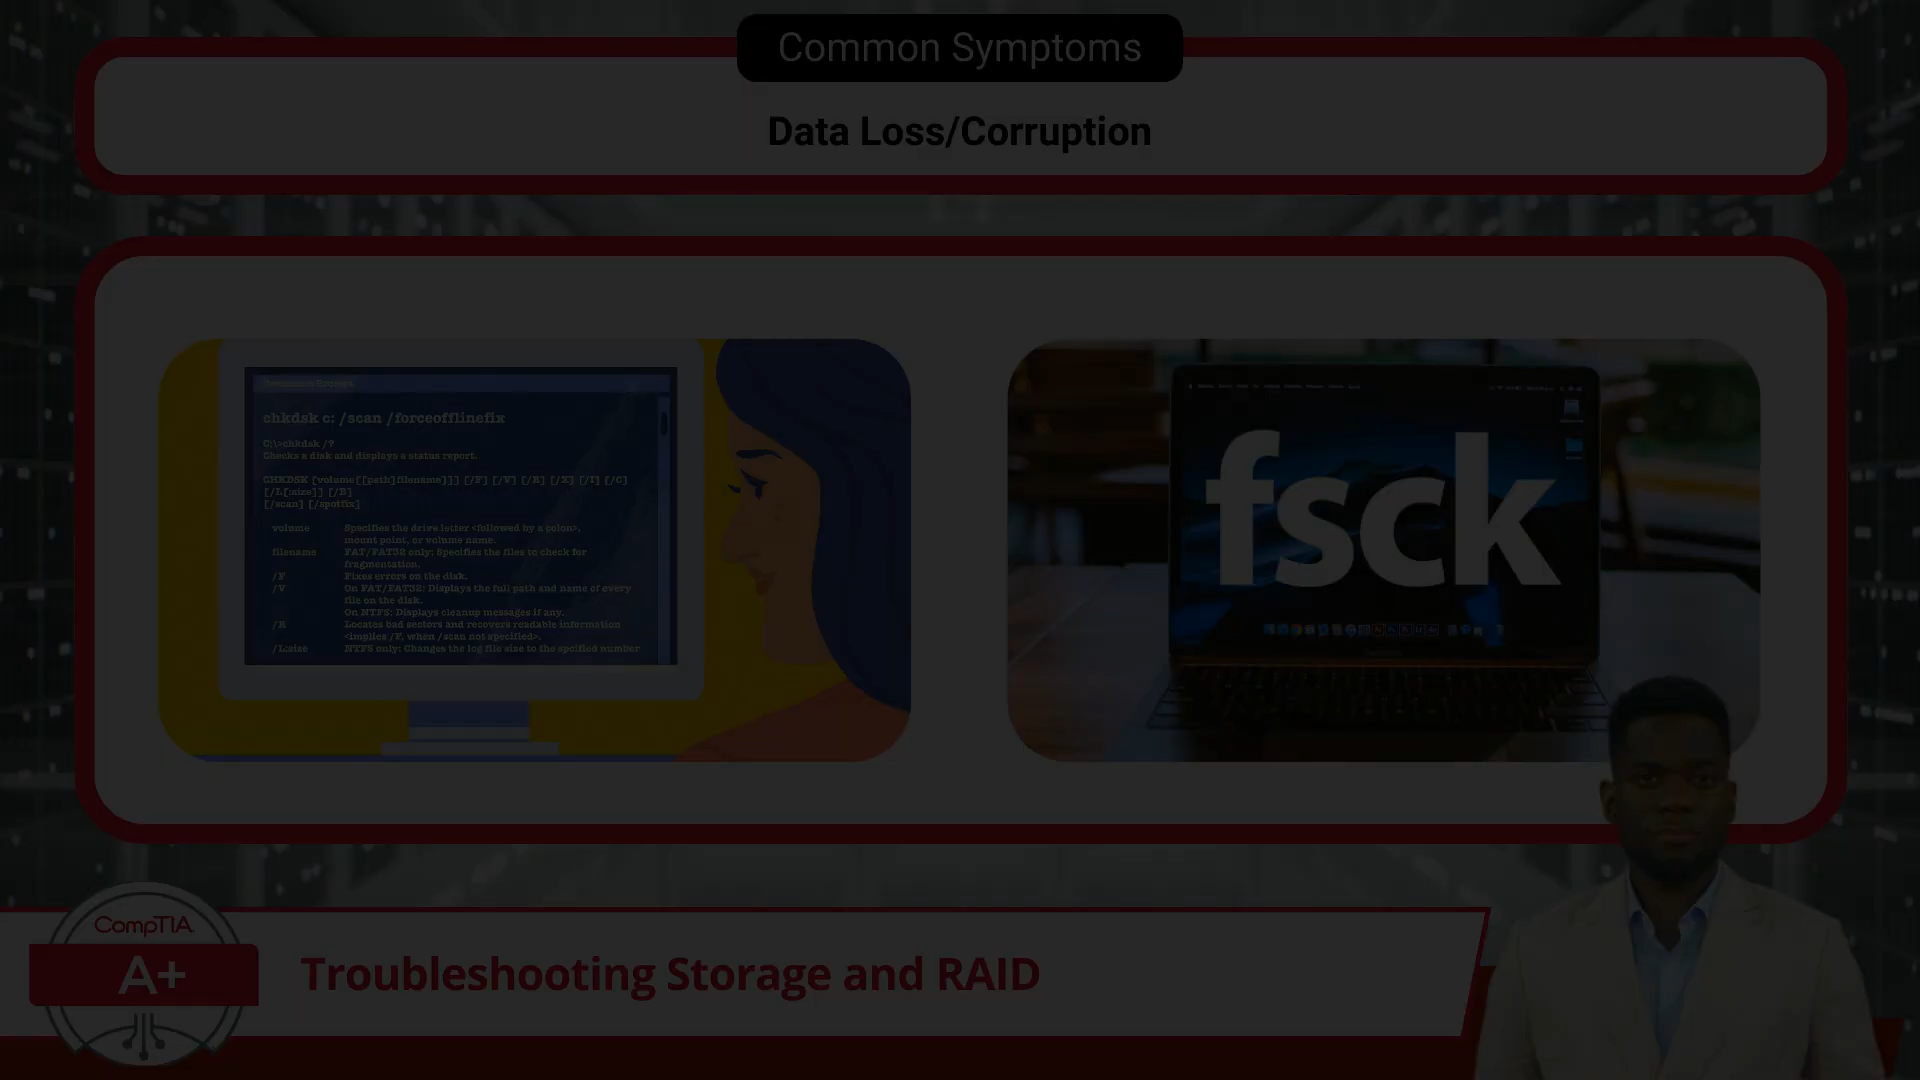 Common Symptoms
Data Loss/Corruption
Command Prompt
chkdsk c: /scan /forceofflinefix
C:\>chkdsk /?
Checks a disk and displays a status report.
CHKDSK [volume[[path]filename]]] [/F] [/V] [/R] [/X] [/I] [/C]
[/L[:size]] [/B]
[/scan] [/spotfix]
volume Specifies the drive letter <followed by a colon>,
mount point, or volume name.
filename FAT/FAT32 only: Specifies the files to check for
fragmentation.
/F Fixes errors on the disk.
/V On FAT/FAT32: Displays the full path and name of every
file on the disk.
On NTFS: Displays cleanup messages if any.
/R Locates bad sectors and recovers readable information
<implies /F, when /scan not specified>.
/L:size NTFS only: Changes the log file size to the specified number
fsck
CompTIA
A+
Troubleshooting Storage and RAID